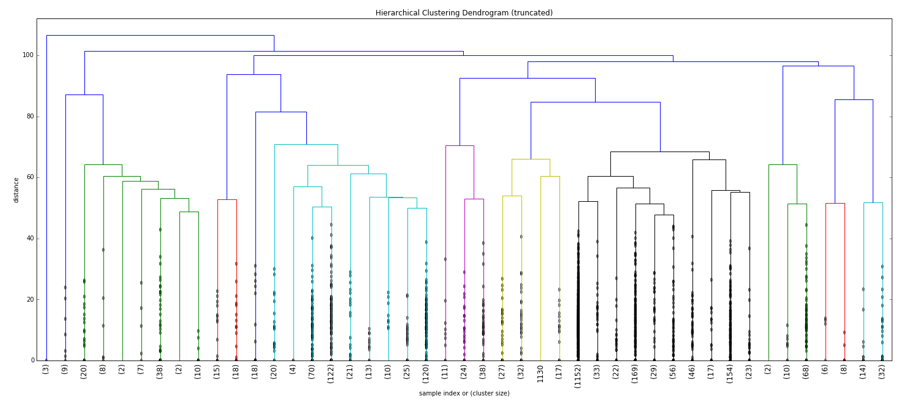 Hierarchical Clustering Dendrogram (truncated)
100
80
60
40
20
0
distance
(3) (9) (20) (8) (2) (7) (38) (2) (10) (15) (18) (18) (20) (4) (70) (122) (21) (13) (10) (25) (120) (11) (24) (38) (27) (32) 1130 (17) (1152) (33) (22) (169) (29) (56) (46) (17) (154) (23) (2) (10) (68) (6) (8) (14) (32)
sample index or (cluster size)